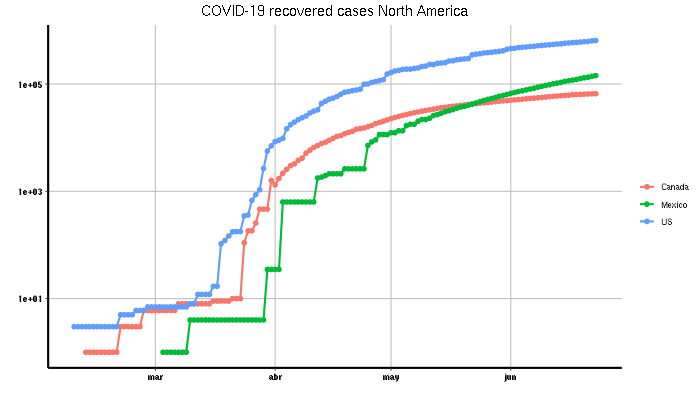 COVID-19 recovered cases North America
1e+05
1e+03
1e+01
mar
abr
may
jun
Canada
Mexico
US